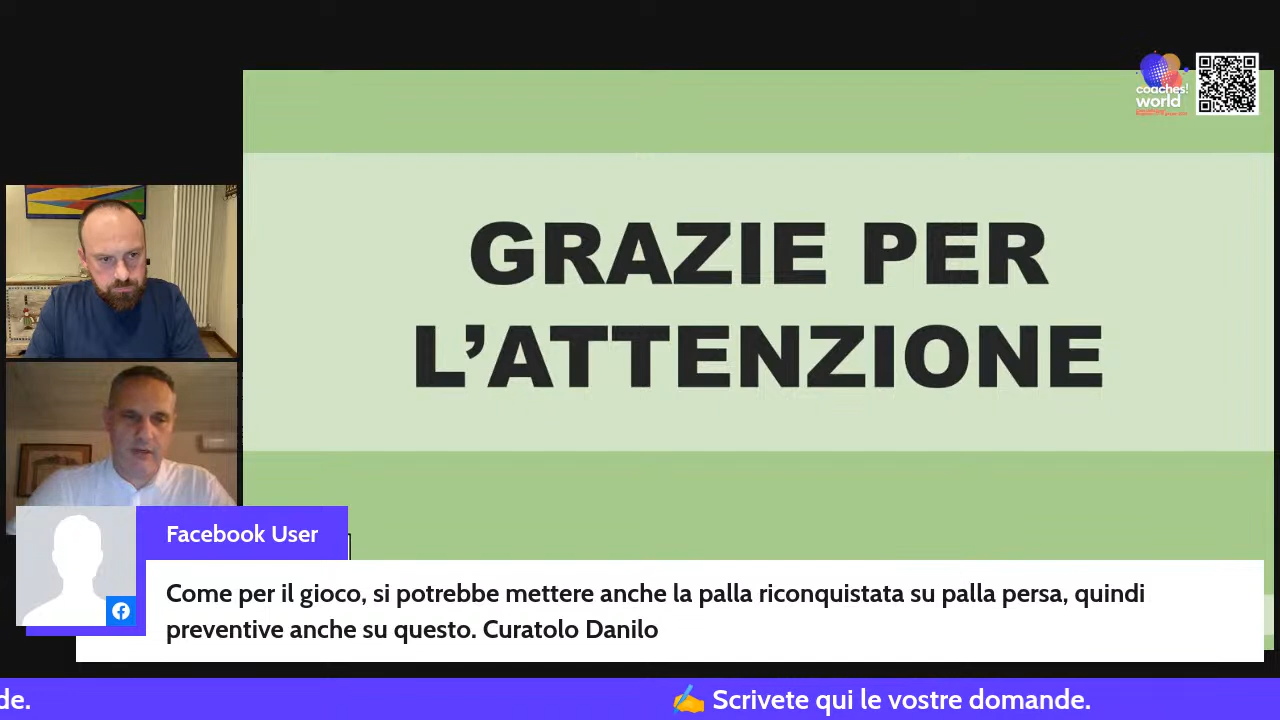 coaches!
world
GRAZIE PER
L'ATTENZIONE
Facebook User
Come per il gioco, si potrebbe mettere anche la palla riconquistata su palla persa, quindi
preventive anche su questo. Curatolo Danilo
de.
✍️ Scrivete qui le vostre domande.